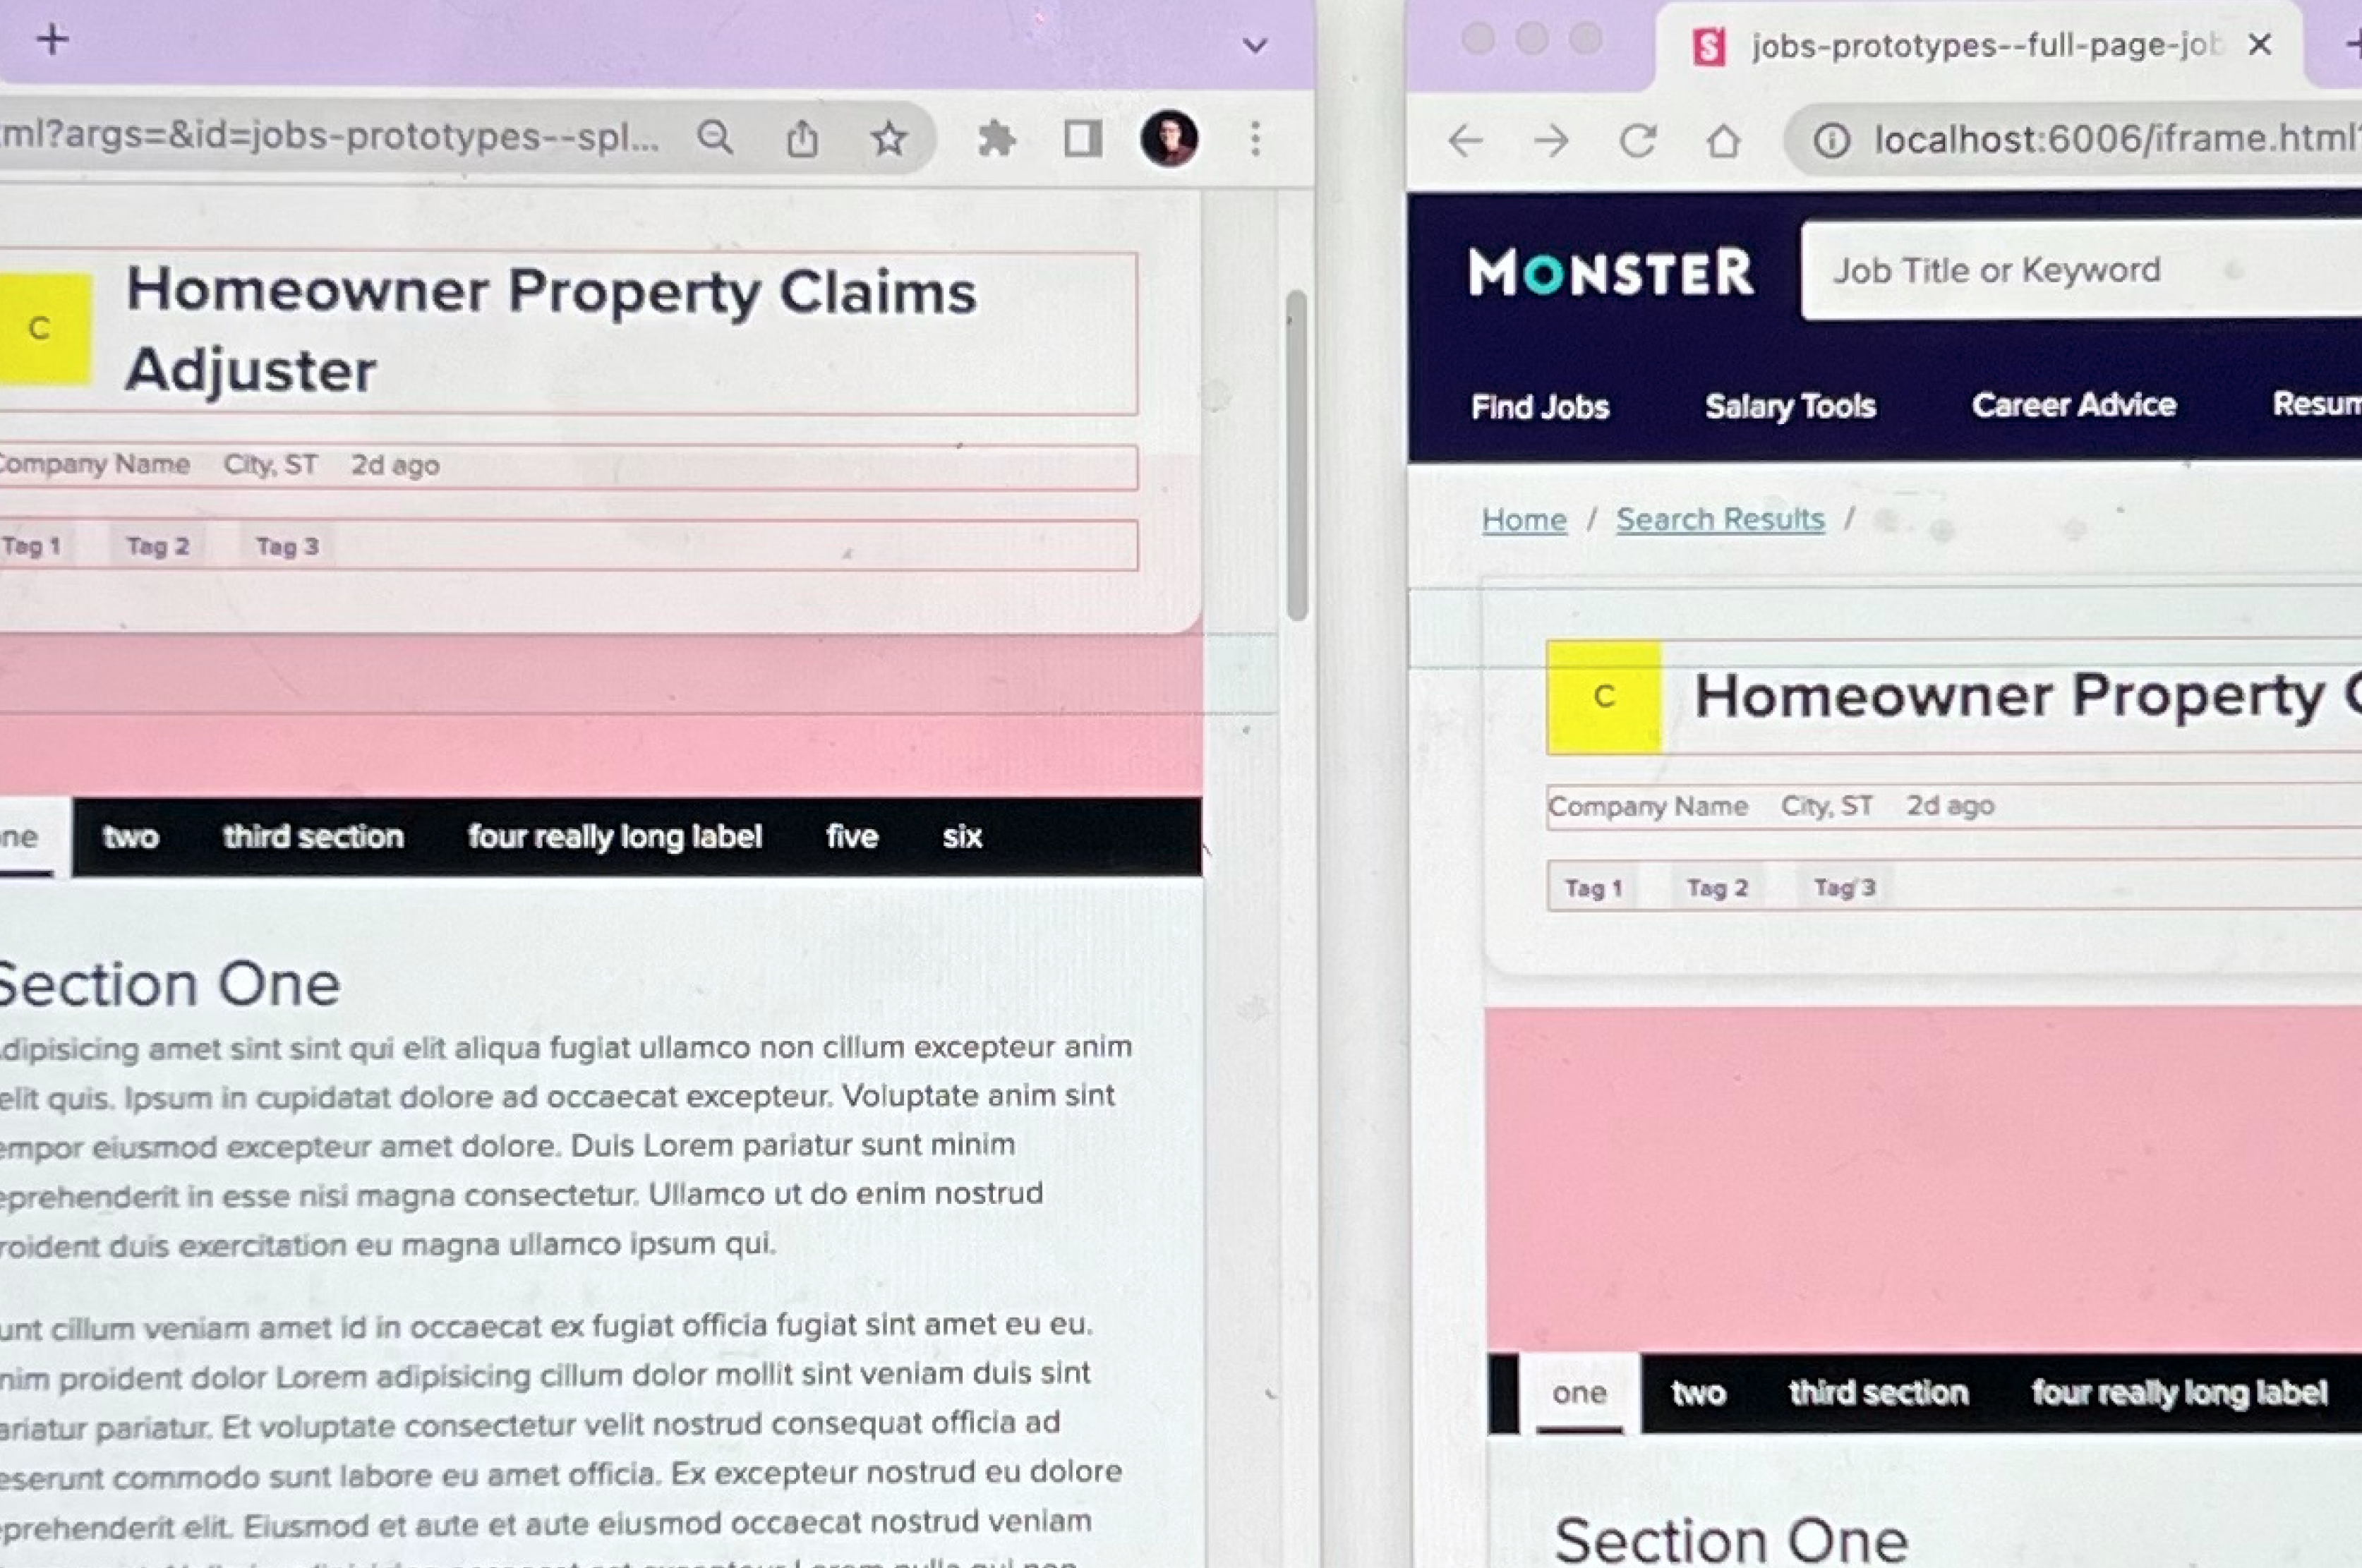 ml?args=&id=jobs-prototypes--spl...
C
Homeowner Property Claims
Adjuster
Company Name City, ST 2d ago
Tag 1 Tag 2 Tag 3
ne two third section four really long label five six
Section One
dipisicing amet sint sint qui elit aliqua fugiat ullamco non cillum excepteur anim
elit quis. Ipsum in cupidatat dolore ad occaecat excepteur. Voluptate anim sint
empor eiusmod excepteur amet dolore. Duis Lorem pariatur sunt minim
eprehenderit in esse nisi magna consectetur. Ullamco ut do enim nostrud
roident duis exercitation eu magna ullamco ipsum qui.
unt cillum veniam amet id in occaecat ex fugiat officia fugiat sint amet eu eu.
nim proident dolor Lorem adipisicing cillum dolor mollit sint veniam duis sint
ariatur pariatur. Et voluptate consectetur velit nostrud consequat officia ad
eserunt commodo sunt labore eu amet officia. Ex excepteur nostrud eu dolore
prehenderit elit. Eiusmod et aute et aute eiusmod occaecat nostrud veniam
S jobs-prototypes--full-page-job
localhost:6006/iframe.html?
MONSTER
Job Title or Keyword
Find Jobs Salary Tools Career Advice Resum
Home / Search Results /
C
Homeowner Property C
Company Name City, ST 2d ago
Tag 1 Tag 2 Tag 3
one two third section four really long label
Section One